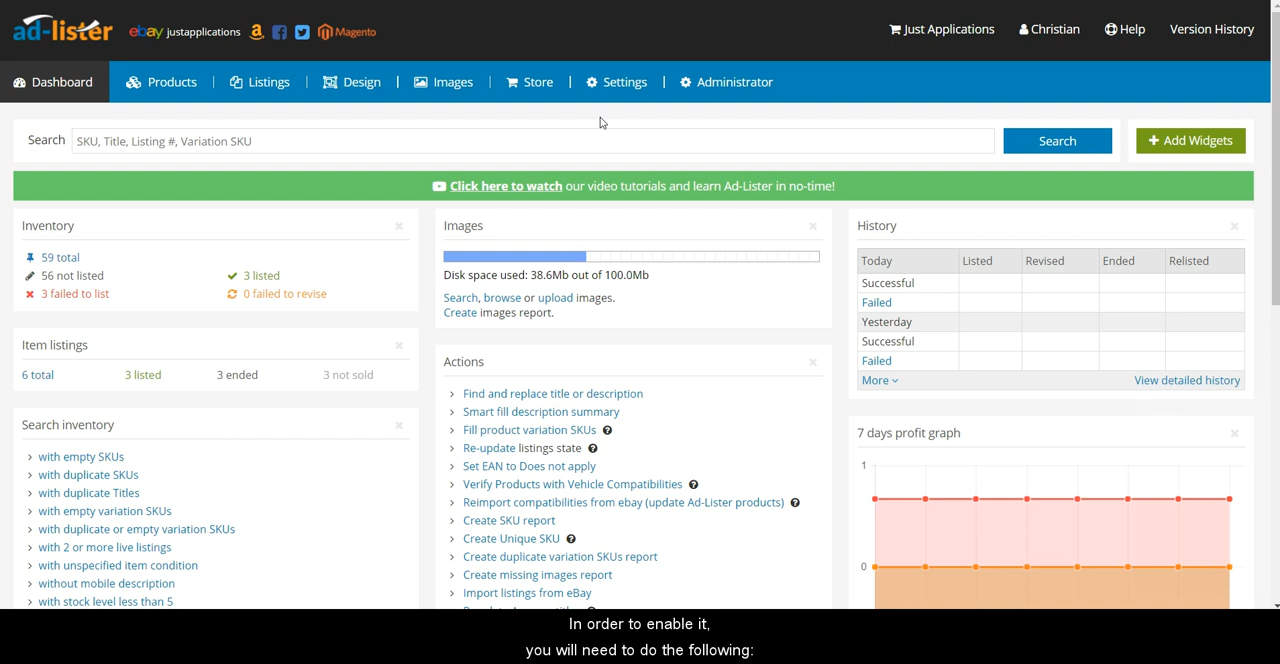 ad-lister ebay justapplications Magento Just Applications Christian Help Version History
Dashboard Products Listings Design Images Store Settings Administrator
Search SKU, Title, Listing #, Variation SKU Search + Add Widgets
Click here to watch our video tutorials and learn Ad-Lister in no-time!
Inventory
59 total
56 not listed 3 listed
3 failed to list 0 failed to revise
Item listings
6 total 3 listed 3 ended 3 not sold
Search inventory
with empty SKUs
with duplicate SKUs
with duplicate Titles
with empty variation SKUs
with duplicate or empty variation SKUs
with 2 or more live listings
with unspecified item condition
without mobile description
with stock level less than 5
Images
Disk space used: 38.6Mb out of 100.0Mb
Search, browse or upload images.
Create images report.
Actions
Find and replace title or description
Smart fill description summary
Fill product variation SKUs
Re-update listings state
Set EAN to Does not apply
Verify Products with Vehicle Compatibilities
Reimport compatibilities from ebay (update Ad-Lister products)
Create SKU report
Create Unique SKU
Create duplicate variation SKUs report
Create missing images report
Import listings from eBay
History
Today Listed Revised Ended Relisted
Successful
Failed
Yesterday
Successful
Failed
More View detailed history
7 days profit graph
1
0
In order to enable it,
you will need to do the following: